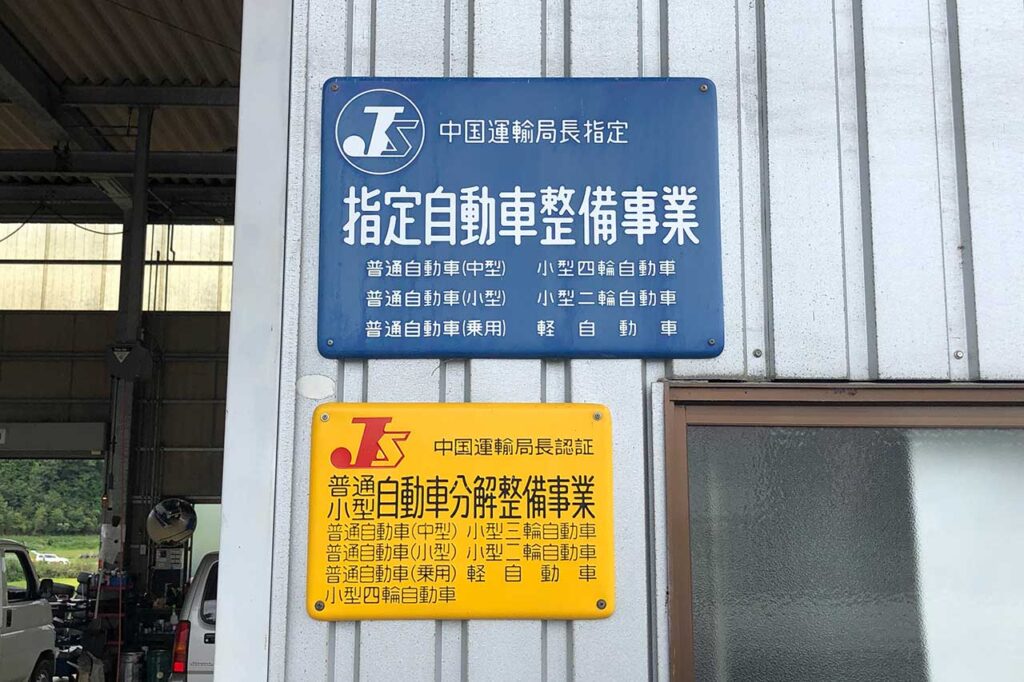 JS 中国運輸局長指定
指定自動車整備事業
普通自動車(中型) 小型四輪自動車
普通自動車(小型) 小型二輪自動車
普通自動車(乗用) 軽自動車
JS 中国運輸局長認証
普通小型 自動車分解整備事業
普通自動車(中型) 小型三輪自動車
普通自動車(小型) 小型二輪自動車
普通自動車(乗用) 軽自動車
小型四輪自動車